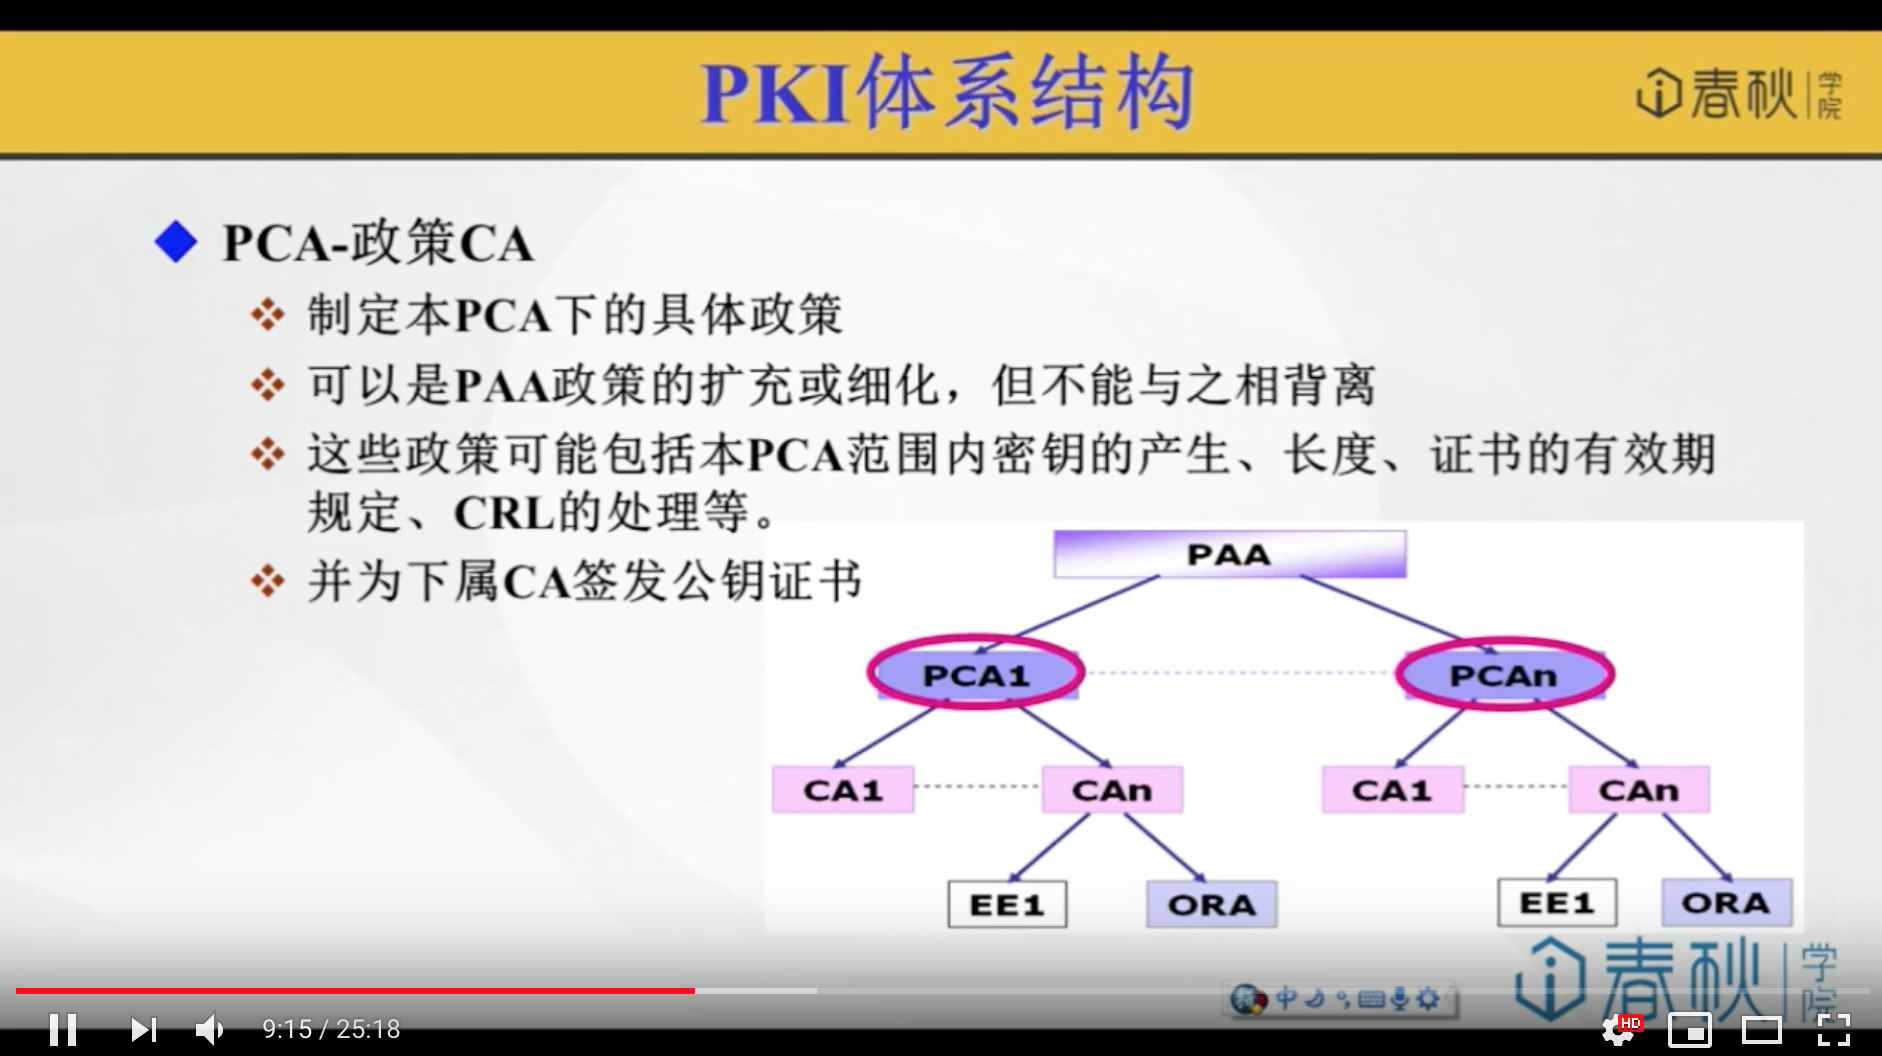 PKI体系结构
春秋学院
PCA-政策CA
制定本PCA下的具体政策
可以是PAA政策的扩充或细化，但不能与之相背离
这些政策可能包括本PCA范围内密钥的产生、长度、证书的有效期
规定、CRL的处理等。
并为下属CA签发公钥证书
PAA
PCA1
PCAn
CA1
CAn
CA1
CAn
EE1
ORA
EE1
ORA
春秋学院
中
9:15 / 25:18
HD